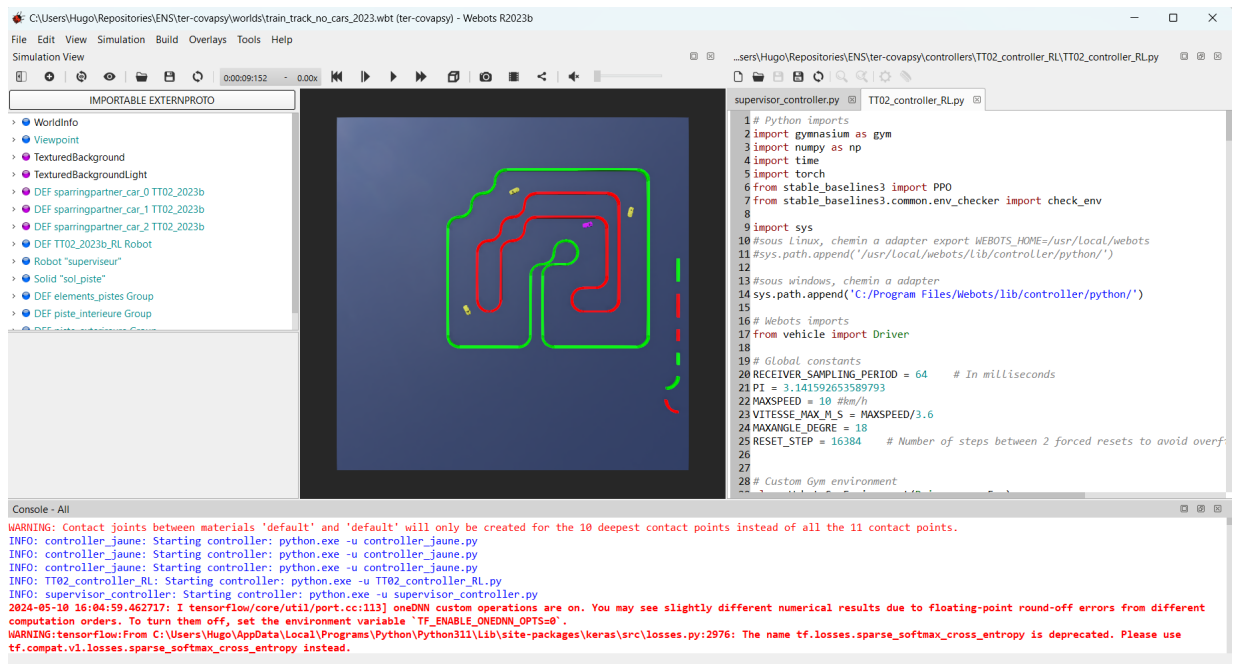 C:\Users\Hugo\Repositories\ENS\ter-covapsy\worlds\train_track_no_cars_2023.wbt (ter-covapsy) - Webots R2023b
File Edit View Simulation Build Overlays Tools Help
Simulation View
0:00:09:152 - 0.00x
IMPORTABLE EXTERNPROTO
WorldInfo
Viewpoint
TexturedBackground
TexturedBackgroundLight
DEF sparringpartner_car_0 TT02_2023b
DEF sparringpartner_car_1 TT02_2023b
DEF sparringpartner_car_2 TT02_2023b
DEF TT02_2023b_RL Robot
Robot "superviseur"
Solid "sol_piste"
DEF elements_pistes Group
DEF piste_interieure Group
...sers\Hugo\Repositories\ENS\ter-covapsy\controllers\TT02_controller_RL\TT02_controller_RL.py
supervisor_controller.py TT02_controller_RL.py
1 # Python imports
2 import gymnasium as gym
3 import numpy as np
4 import time
5 import torch
6 from stable_baselines3 import PPO
7 from stable_baselines3.common.env_checker import check_env
8
9 import sys
10 #sous Linux, chemin a adapter export WEBOTS_HOME=/usr/local/webots
11 #sys.path.append('/usr/local/webots/lib/controller/python/')
12
13 #sous windows, chemin a adapter
14 sys.path.append('C:/Program Files/Webots/lib/controller/python/')
15
16 # Webots imports
17 from vehicle import Driver
18
19 # Global constants
20 RECEIVER_SAMPLING_PERIOD = 64 # In milliseconds
21 PI = 3.141592653589793
22 MAXSPEED = 10 #km/h
23 VITESSE_MAX_M_S = MAXSPEED/3.6
24 MAXANGLE_DEGRE = 18
25 RESET_STEP = 16384 # Number of steps between 2 forced resets to avoid overf
26
27
28 # Custom Gym environment
Console - All
WARNING: Contact joints between materials 'default' and 'default' will only be created for the 10 deepest contact points instead of all the 11 contact points.
INFO: controller_jaune: Starting controller: python.exe -u controller_jaune.py
INFO: controller_jaune: Starting controller: python.exe -u controller_jaune.py
INFO: controller_jaune: Starting controller: python.exe -u controller_jaune.py
INFO: TT02_controller_RL: Starting controller: python.exe -u TT02_controller_RL.py
INFO: supervisor_controller: Starting controller: python.exe -u supervisor_controller.py
2024-05-10 16:04:59.462717: I tensorflow/core/util/port.cc:113] oneDNN custom operations are on. You may see slightly different numerical results due to floating-point round-off errors from different
computation orders. To turn them off, set the environment variable `TF_ENABLE_ONEDNN_OPTS=0`.
WARNING:tensorflow:From C:\Users\Hugo\AppData\Local\Programs\Python\Python311\Lib\site-packages\keras\src\losses.py:2976: The name tf.losses.sparse_softmax_cross_entropy is deprecated. Please use
tf.compat.v1.losses.sparse_softmax_cross_entropy instead.